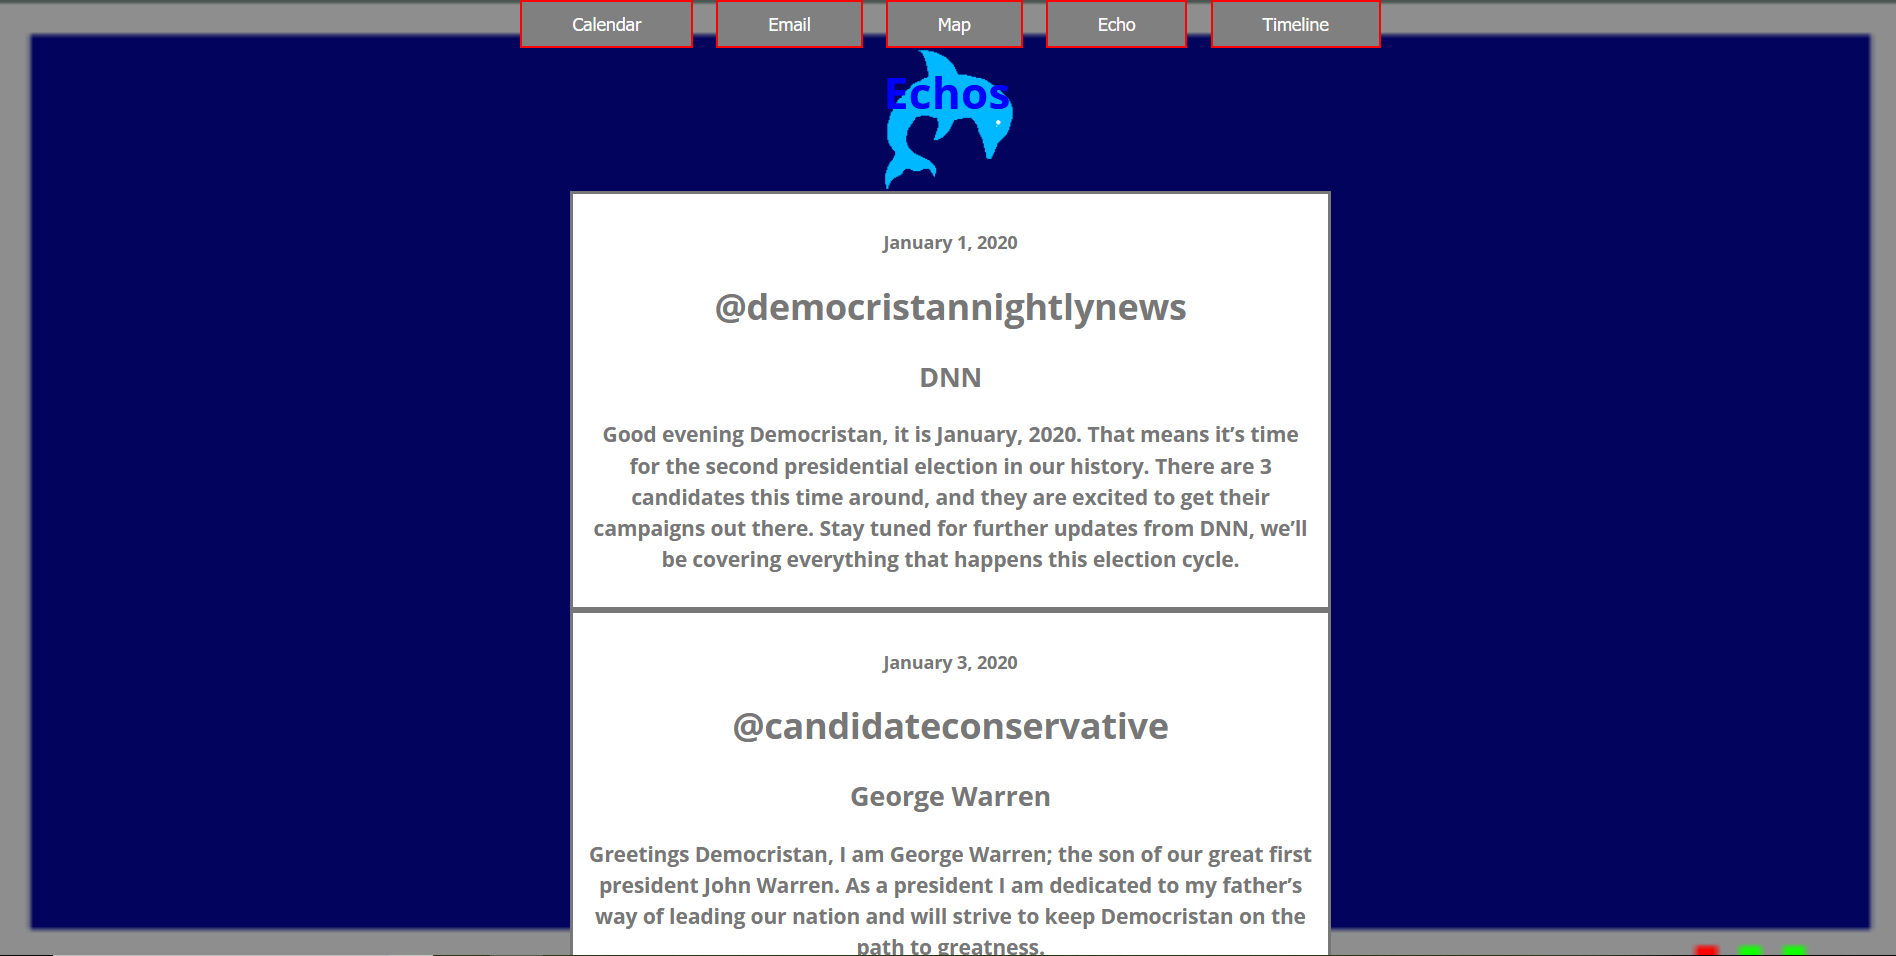 Calendar Email Map Echo Timeline
Echos
January 1, 2020
@democristannightlynews
DNN
Good evening Democristan, it is January, 2020. That means it’s time
for the second presidential election in our history. There are 3
candidates this time around, and they are excited to get their
campaigns out there. Stay tuned for further updates from DNN, we’ll
be covering everything that happens this election cycle.
January 3, 2020
@candidateconservative
George Warren
Greetings Democristan, I am George Warren; the son of our great first
president John Warren. As a president I am dedicated to my father’s
way of leading our nation and will strive to keep Democristan on the
path to greatness.